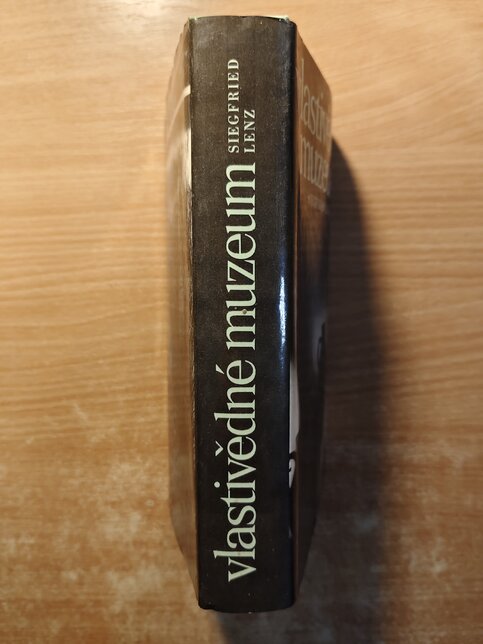 vlastivědné muzeum
SIEGFRIED
LENZ